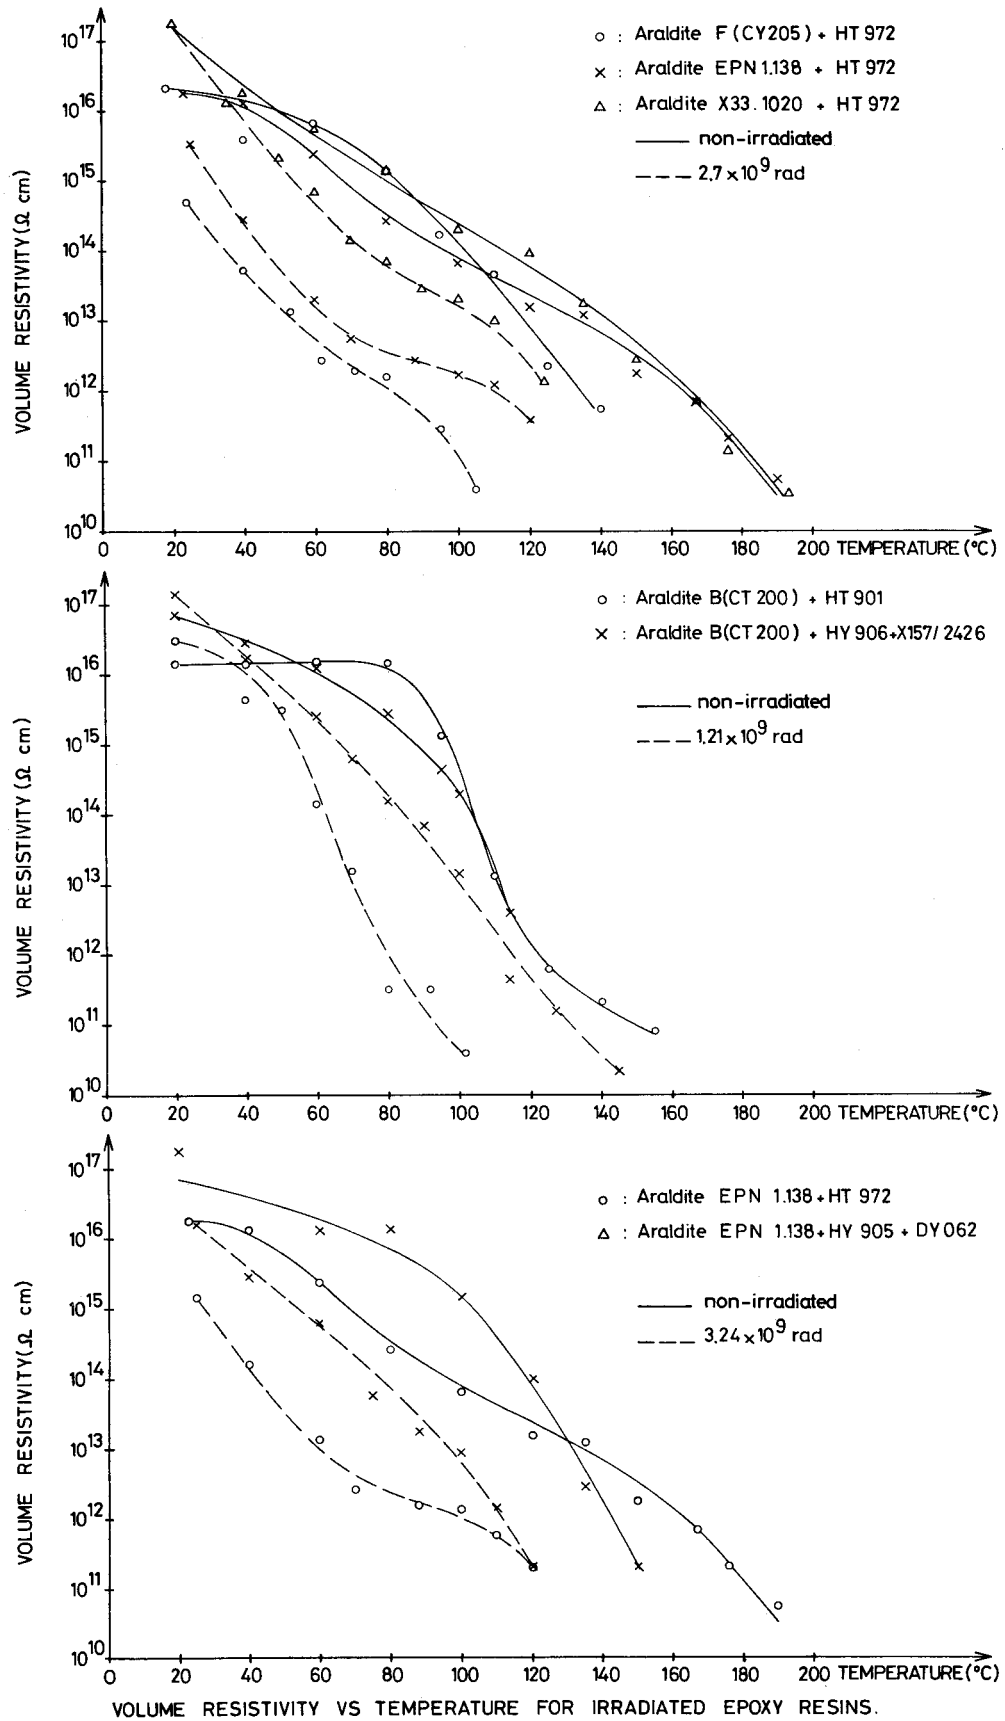 10^17
10^16
10^15
10^14
10^13
10^12
10^11
10^10
VOLUME RESISTIVITY (Ω cm)
○ : Araldite F (CY205) + HT 972
× : Araldite EPN 1.138 + HT 972
△ : Araldite X33.1020 + HT 972
non-irradiated
2,7 × 10^9 rad
0 20 40 60 80 100 120 140 160 180 200 TEMPERATURE (°C)
10^17
10^16
10^15
10^14
10^13
10^12
10^11
10^10
VOLUME RESISTIVITY (Ω cm)
○ : Araldite B(CT 200) + HT 901
× : Araldite B(CT 200) + HY 906+X157/2426
non-irradiated
1,21 × 10^9 rad
0 20 40 60 80 100 120 140 160 180 200 TEMPERATURE (°C)
10^17
10^16
10^15
10^14
10^13
10^12
10^11
10^10
VOLUME RESISTIVITY (Ω cm)
○ : Araldite EPN 1.138 + HT 972
△ : Araldite EPN 1.138 + HY 905 + DY 062
non-irradiated
3,24 × 10^9 rad
0 20 40 60 80 100 120 140 160 180 200 TEMPERATURE (°C)
VOLUME RESISTIVITY VS TEMPERATURE FOR IRRADIATED EPOXY RESINS.